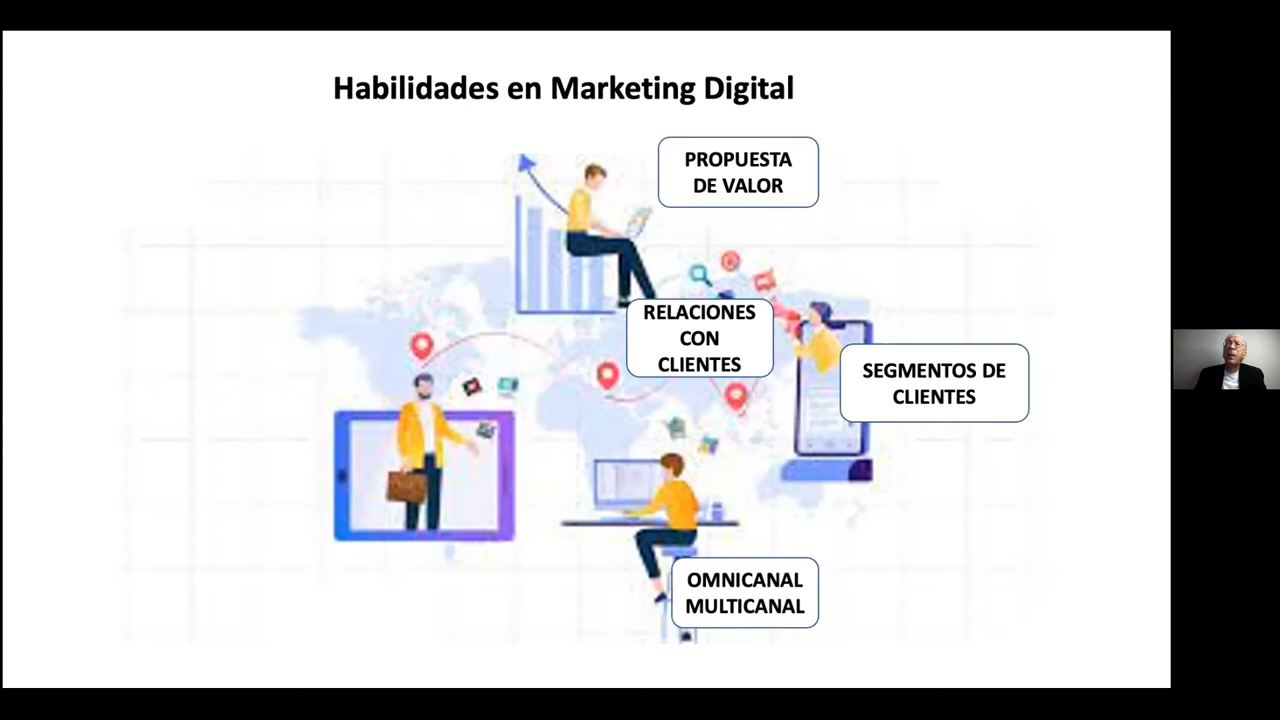 Habilidades en Marketing Digital
PROPUESTA
DE VALOR
RELACIONES
CON
CLIENTES
SEGMENTOS DE
CLIENTES
OMNICANAL
MULTICANAL